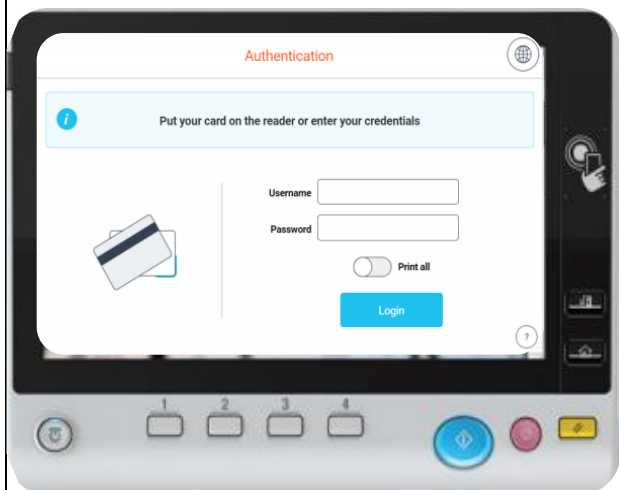 Authentication
i
Put your card on the reader or enter your credentials
Username
Password
Print all
Login
?
1 2 3 4